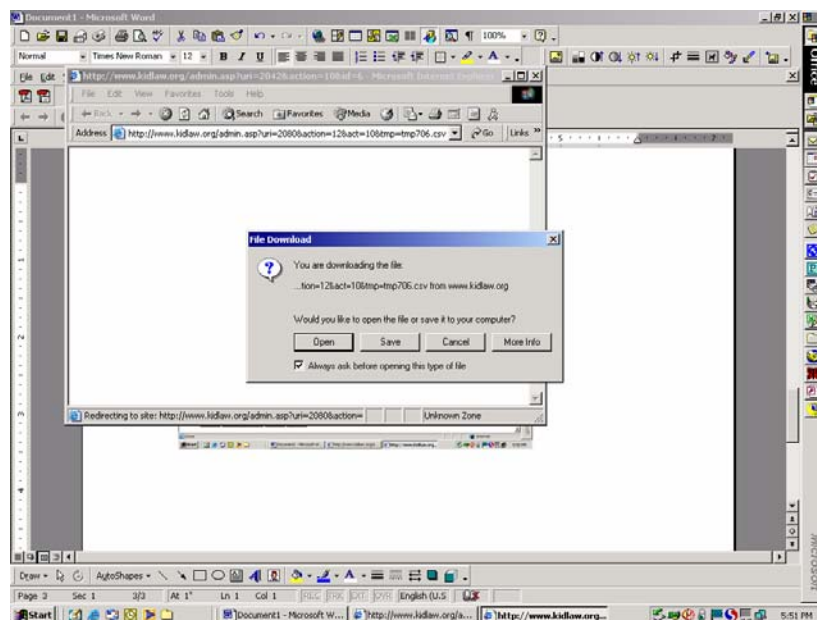 Document1 - Microsoft Word
100%
Normal Times New Roman 12 B I U
File Edit
http://www.kidlaw.org/admin.asp?uri=2042&action=10&id=6 - Microsoft Internet Explorer
File Edit View Favorites Tools Help
Back Search Favorites Media
Address http://www.kidlaw.org/admin.asp?uri=2080&action=12&act=10&tmp=tmp706.csv Go Links »
File Download
You are downloading the file:
...tion=12&act=10&tmp=tmp706.csv from www.kidlaw.org
Would you like to open the file or save it to your computer?
Open Save Cancel More Info
Always ask before opening this type of file
Redirecting to site: http://www.kidlaw.org/admin.asp?uri=2080&action= Unknown Zone
Draw AutoShapes
Page 3 Sec 1 3/3 At 1" Ln 1 Col 1 REC TRK EXT OVR English (U.S
Start Document1 - Microsoft W... http://www.kidlaw.org/a... http://www.kidlaw.org... 5:51 PM
Office
Microsoft